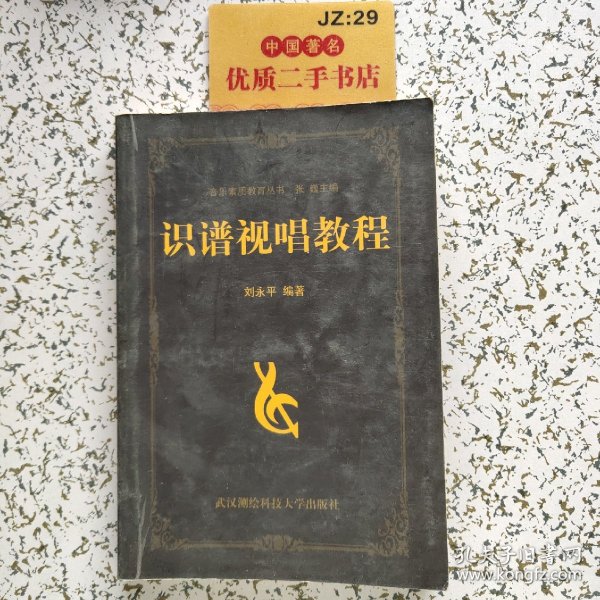 JZ:29
中国著名
优质二手书店
音乐素质教育丛书 张 巍主编
识谱视唱教程
刘永平 编著
武汉测绘科技大学出版社
孔夫子旧书网
www.kongfz.com